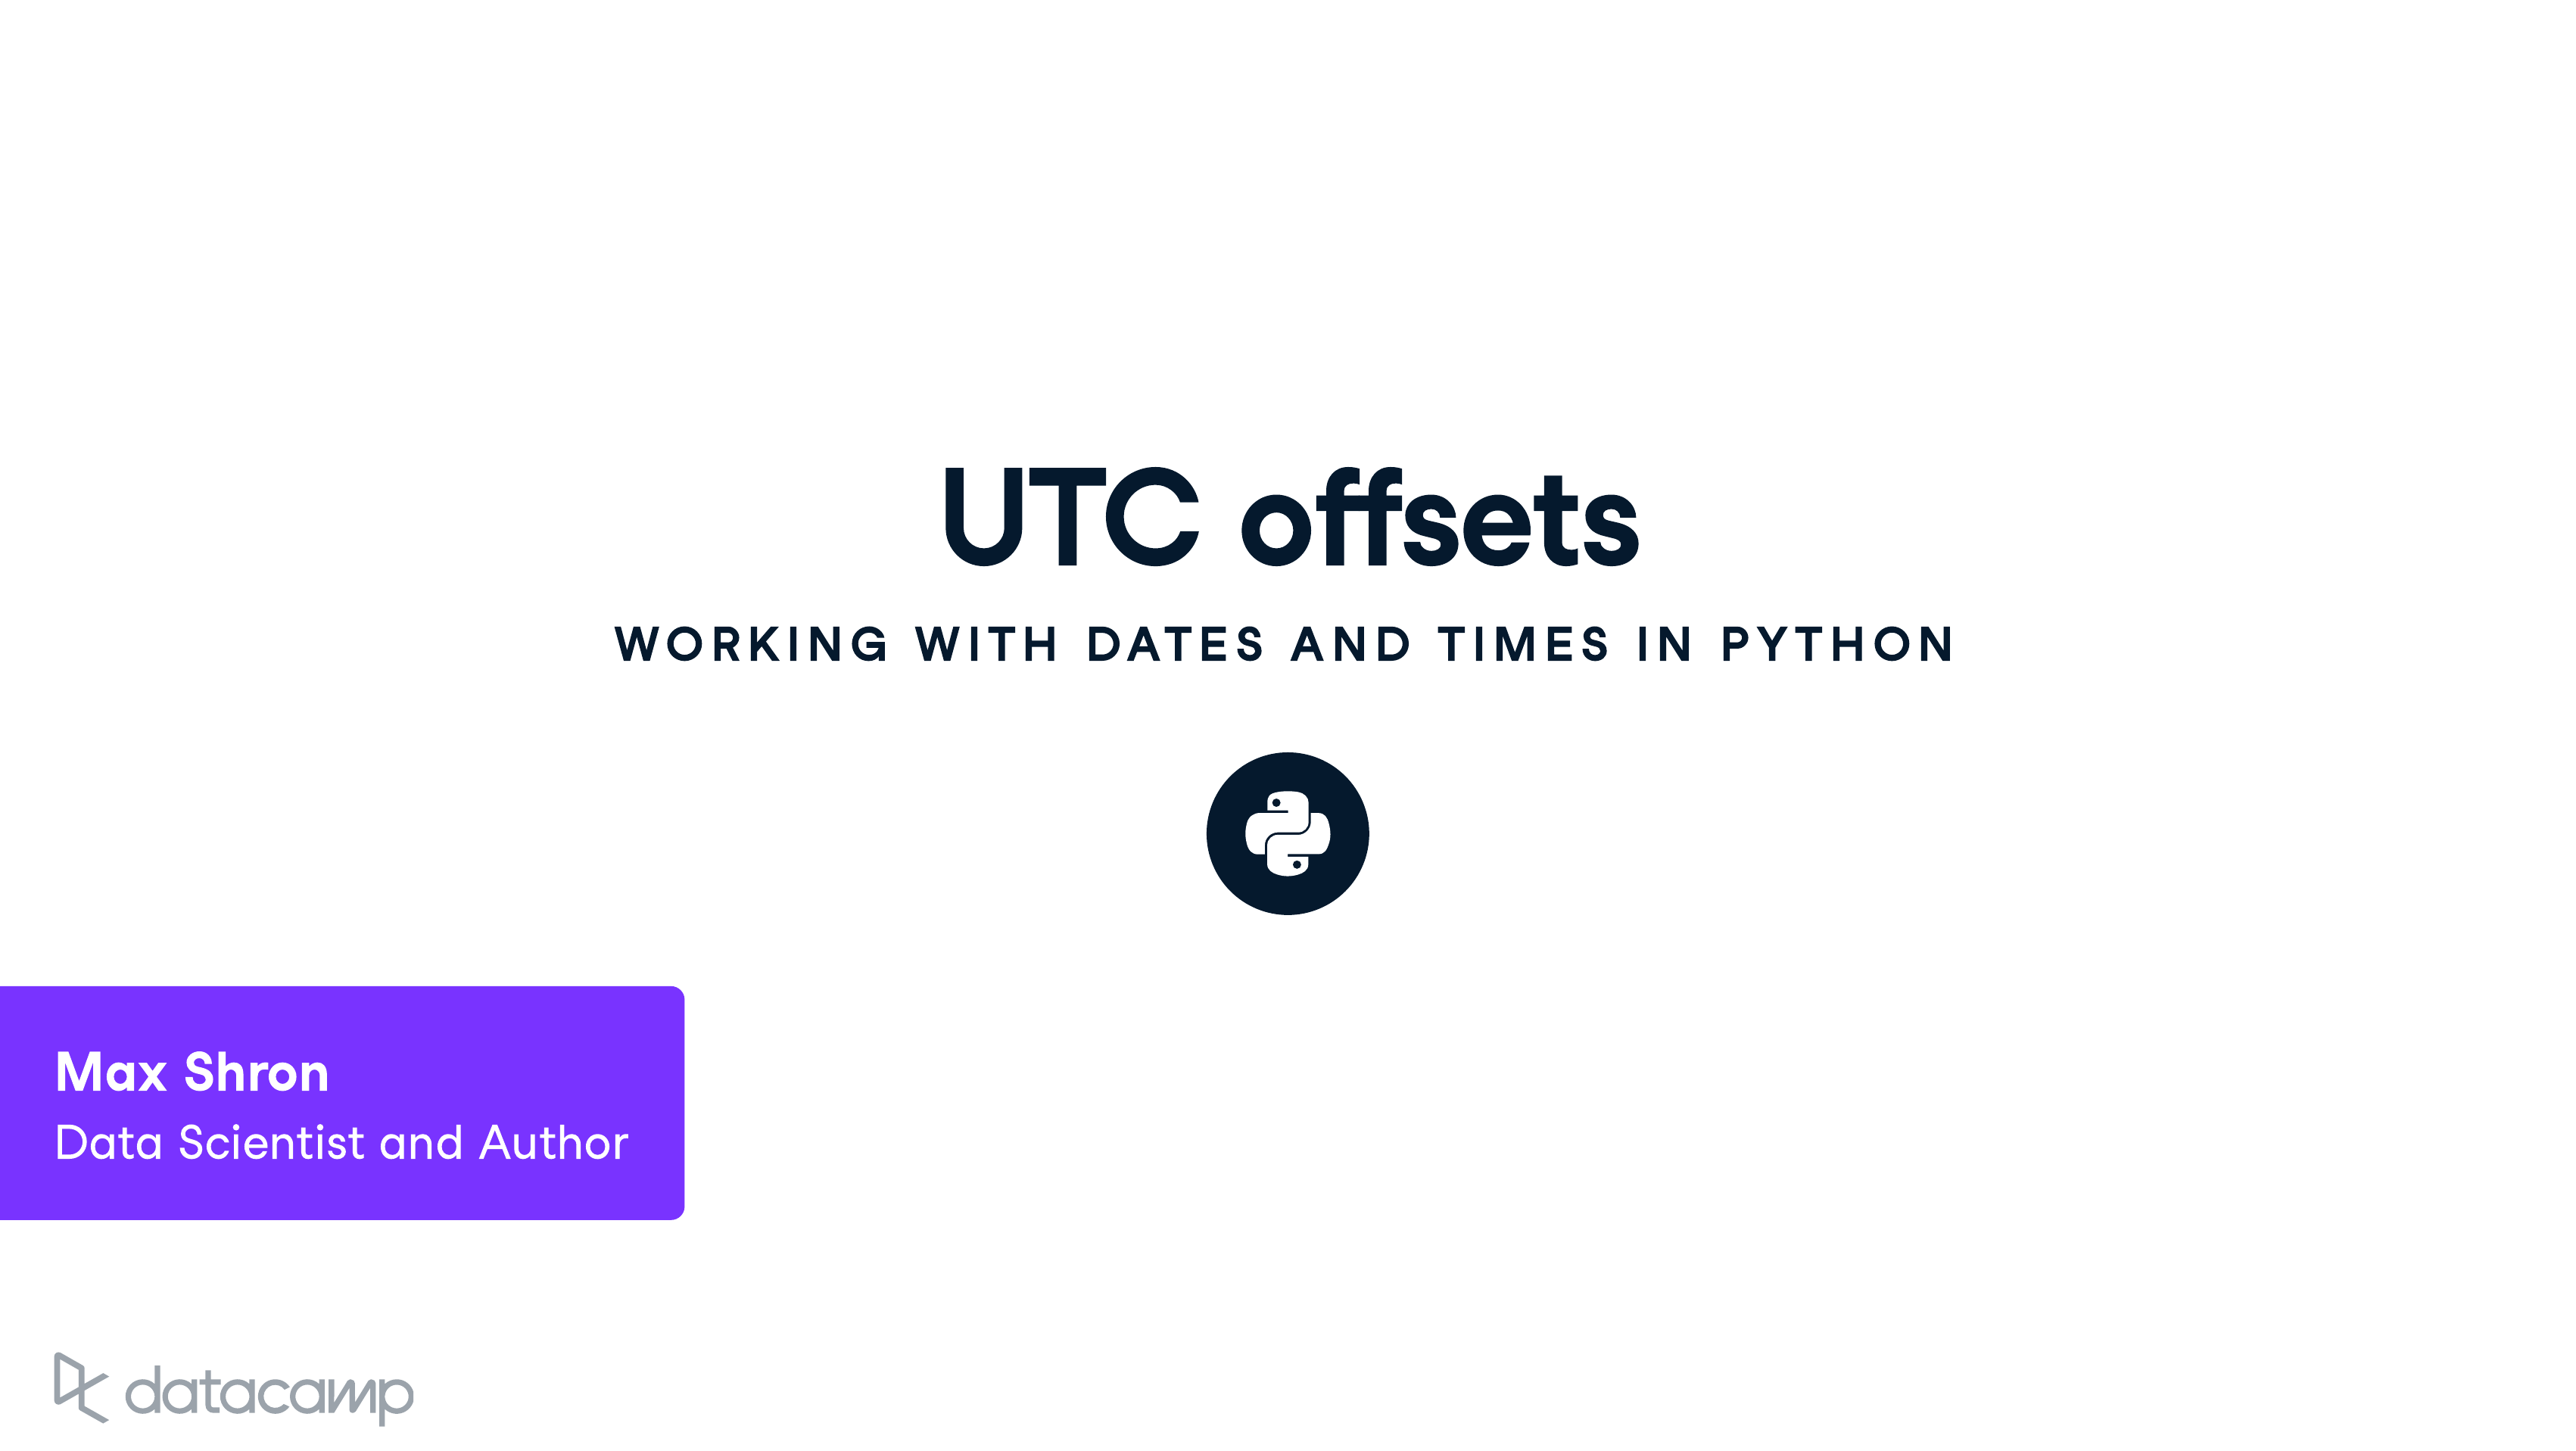 UTC offsets
WORKING WITH DATES AND TIMES IN PYTHON
Max Shron
Data Scientist and Author
datacamp